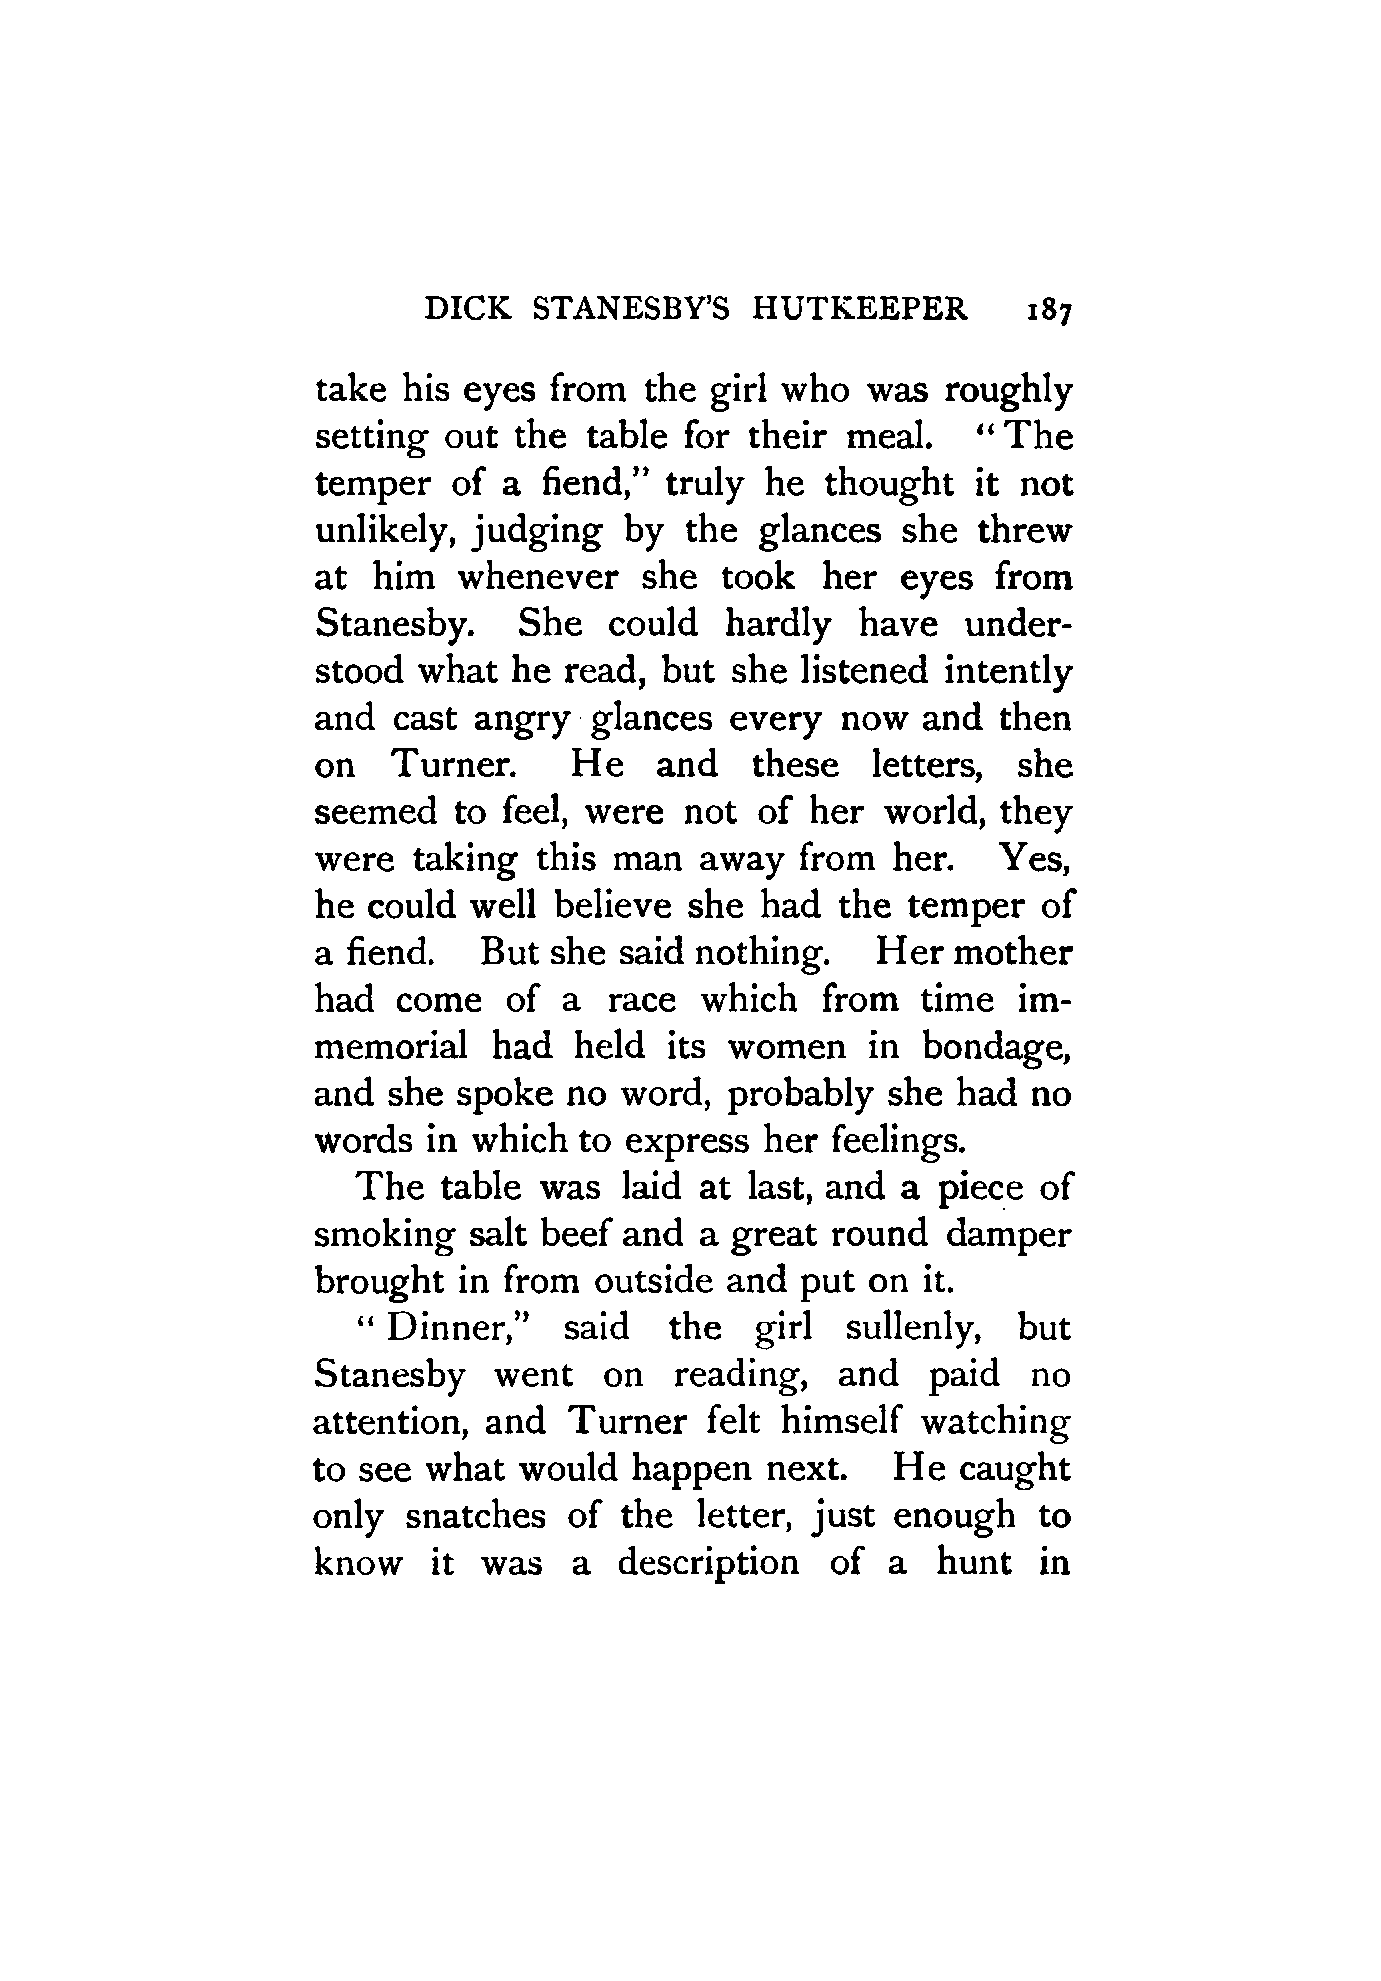 DICK STANESBY'S HUTKEEPER 187
take his eyes from the girl who was roughly
setting out the table for their meal. "The
temper of a fiend," truly he thought it not
unlikely, judging by the glances she threw
at him whenever she took her eyes from
Stanesby. She could hardly have under-
stood what he read, but she listened intently
and cast angry glances every now and then
on Turner. He and these letters, she
seemed to feel, were not of her world, they
were taking this man away from her. Yes,
he could well believe she had the temper of
a fiend. But she said nothing. Her mother
had come of a race which from time im-
memorial had held its women in bondage,
and she spoke no word, probably she had no
words in which to express her feelings.
The table was laid at last, and a piece of
smoking salt beef and a great round damper
brought in from outside and put on it.
"Dinner," said the girl sullenly, but
Stanesby went on reading, and paid no
attention, and Turner felt himself watching
to see what would happen next. He caught
only snatches of the letter, just enough to
know it was a description of a hunt in